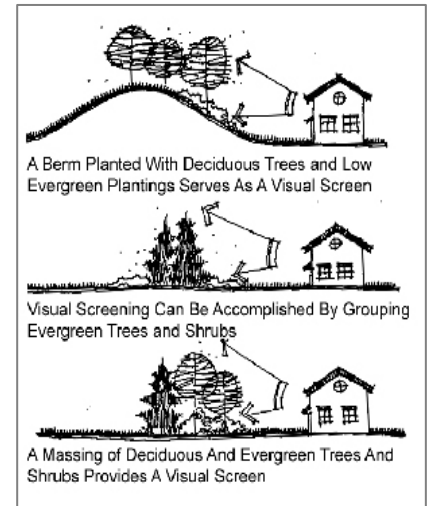 A Berm Planted With Deciduous Trees and Low
Evergreen Plantings Serves As A Visual Screen
Visual Screening Can Be Accomplished By Grouping
Evergreen Trees and Shrubs
A Massing of Deciduous And Evergreen Trees And
Shrubs Provides A Visual Screen